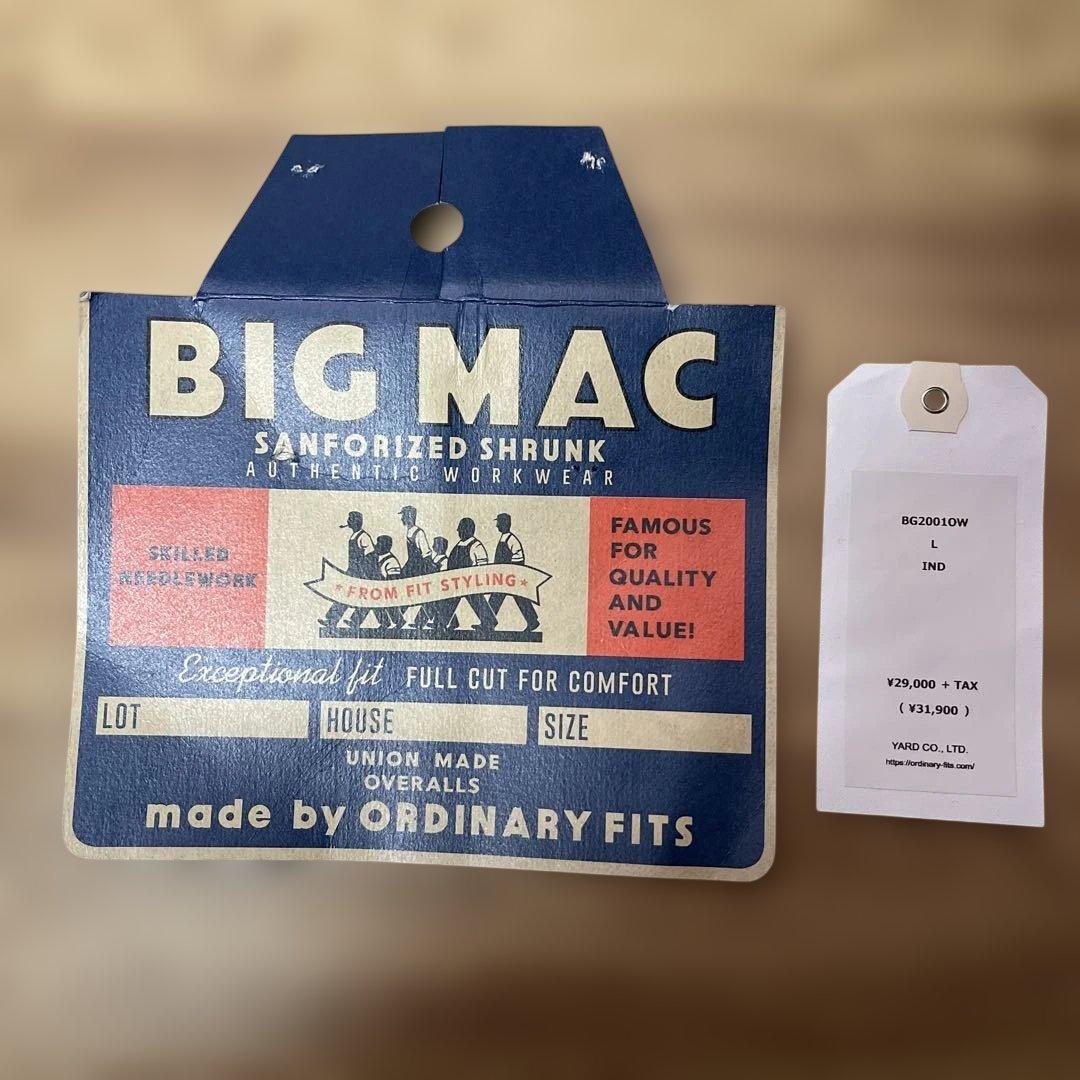 BIG MAC
SANFORIZED SHRUNK
AUTHENTIC WORKWEAR
SKILLED
NEEDLEWORK
★FROM FIT STYLING★
FAMOUS
FOR
QUALITY
AND
VALUE!
Exceptional fit FULL CUT FOR COMFORT
LOT HOUSE SIZE
UNION MADE
OVERALLS
made by ORDINARY FITS
BG2001OW
L
IND
¥29,000 + TAX
( ¥31,900 )
YARD CO., LTD.
https://ordinary-fits.com/